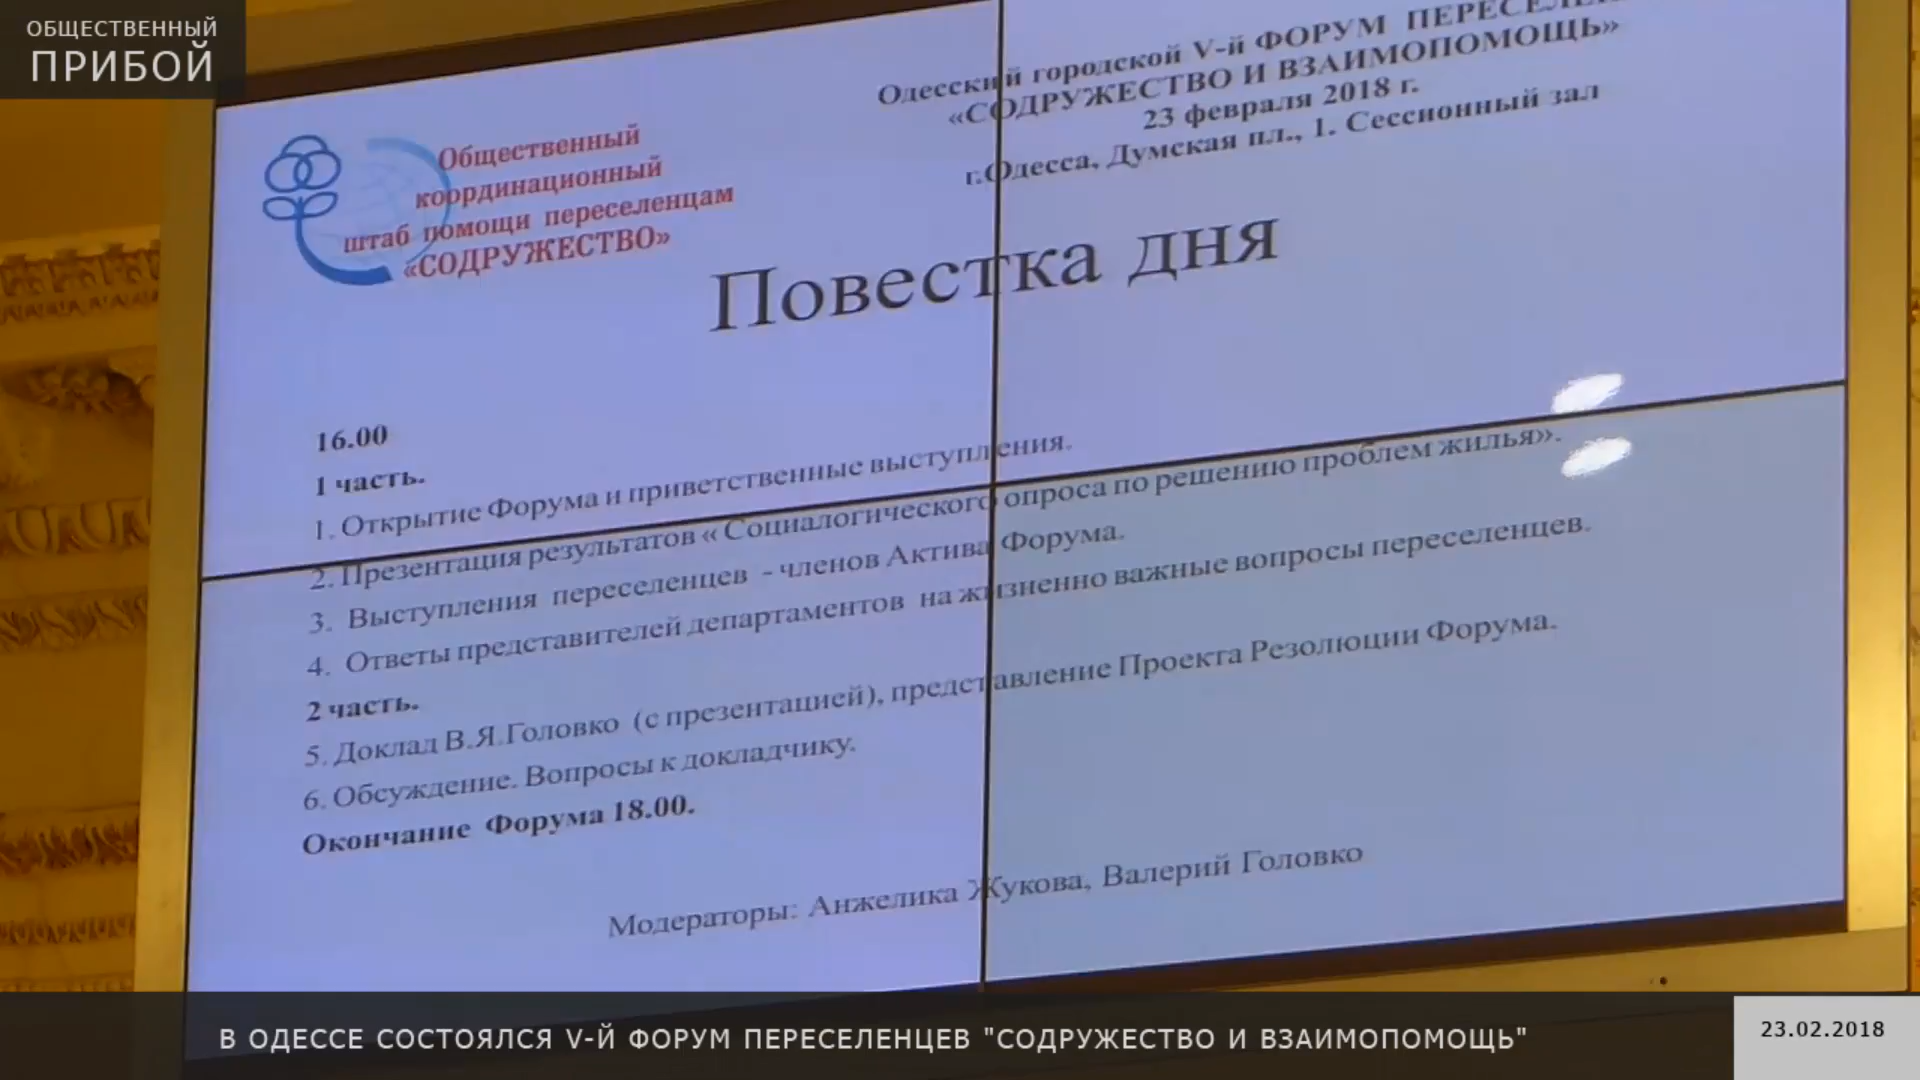 ОБЩЕСТВЕННЫЙ
ПРИБОЙ
Общественный
координационный
штаб помощи переселенцам
«СОДРУЖЕСТВО»
Одесский городской V-й ФОРУМ
«СОДРУЖЕСТВО И ВЗАИМОПОМОЩЬ»
23 февраля 2018 г.
г.Одесса, Думская пл., 1. Сессионный зал
Повестка дня
16.00
1 часть.
1. Открытие Форума и приветственные выступления.
2. Презентация результатов « Социалогического опроса по решению проблем жилья».
3. Выступления переселенцев - членов Актива Форума.
4. Ответы представителей департаментов на жизненно важные вопросы переселенцев.
2 часть.
5. Доклад В.Я.Головко (с презентацией), представление Проекта Резолюции Форума.
6. Обсуждение. Вопросы к докладчику.
Окончание Форума 18.00.
Модераторы: Анжелика Жукова, Валерий Головко
В ОДЕССЕ СОСТОЯЛСЯ V-Й ФОРУМ ПЕРЕСЕЛЕНЦЕВ "СОДРУЖЕСТВО И ВЗАИМОПОМОЩЬ"
23.02.2018